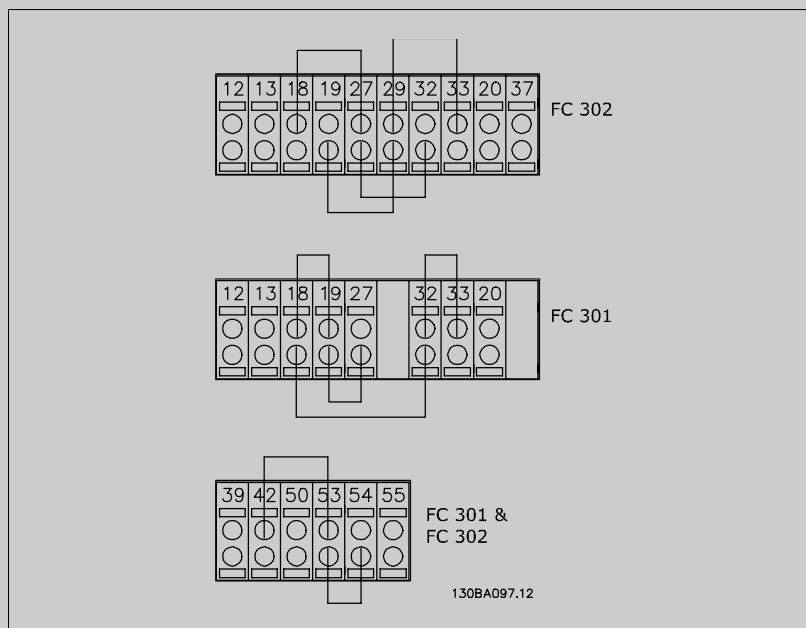 12 13 18 19 27 29 32 33 20 37
FC 302
12 13 18 19 27 32 33 20
FC 301
39 42 50 53 54 55
FC 301 &
FC 302
130BA097.12